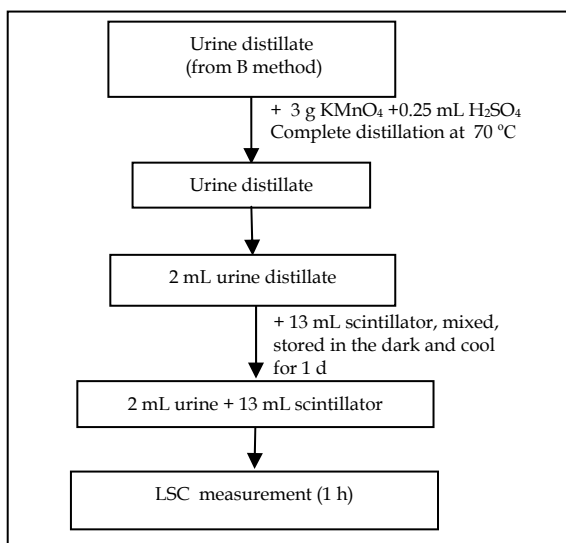 Urine distillate
(from B method)
+ 3 g KMnO₄ +0.25 mL H₂SO₄
Complete distillation at 70 ºC
Urine distillate
2 mL urine distillate
+ 13 mL scintillator, mixed,
stored in the dark and cool
for 1 d
2 mL urine + 13 mL scintillator
LSC measurement (1 h)